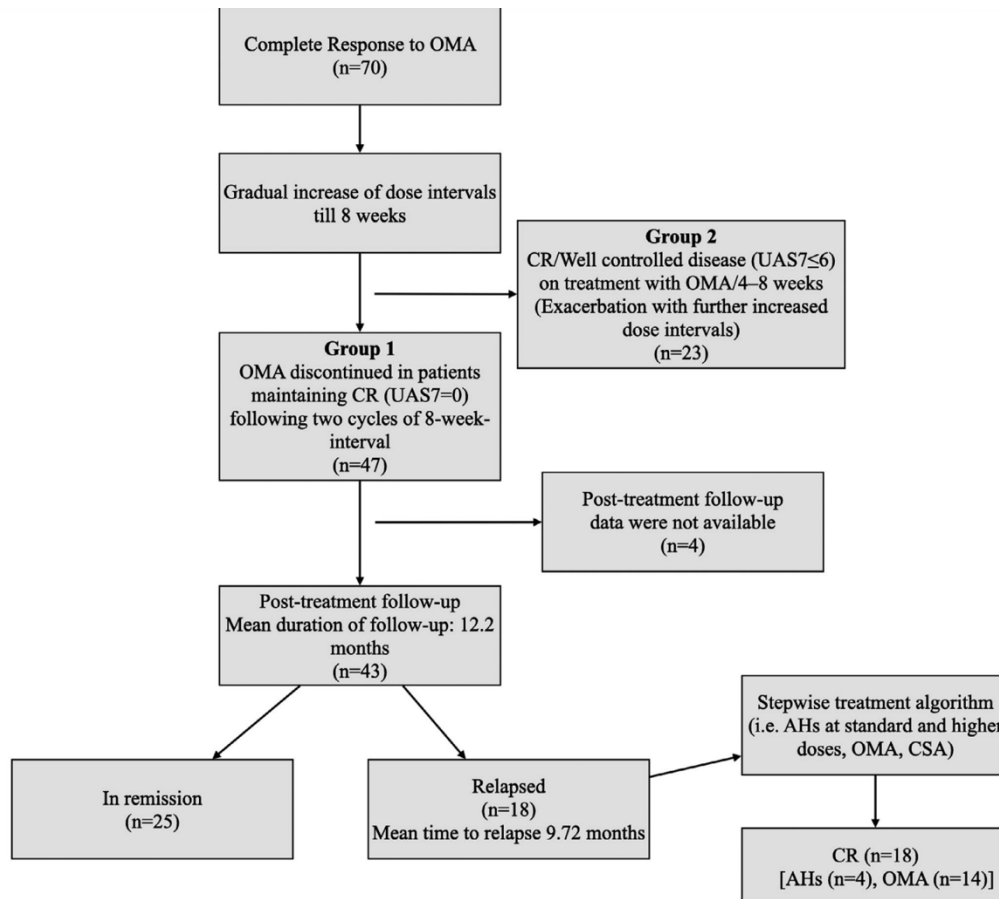 Complete Response to OMA
(n=70)
Gradual increase of dose intervals
till 8 weeks
Group 2
CR/Well controlled disease (UAS7≤6)
on treatment with OMA/4–8 weeks
(Exacerbation with further increased
dose intervals)
(n=23)
Group 1
OMA discontinued in patients
maintaining CR (UAS7=0)
following two cycles of 8-week-
interval
(n=47)
Post-treatment follow-up
data were not available
(n=4)
Post-treatment follow-up
Mean duration of follow-up: 12.2
months
(n=43)
Stepwise treatment algorithm
(i.e. AHs at standard and higher
doses, OMA, CSA)
In remission
(n=25)
Relapsed
(n=18)
Mean time to relapse 9.72 months
CR (n=18)
[AHs (n=4), OMA (n=14)]